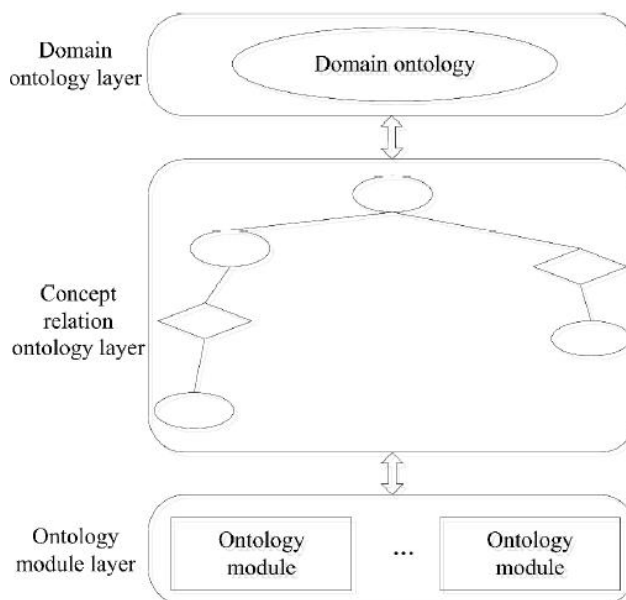 Domain
ontology layer
Domain ontology
Concept
relation
ontology layer
Ontology
module layer
Ontology
module
...
Ontology
module